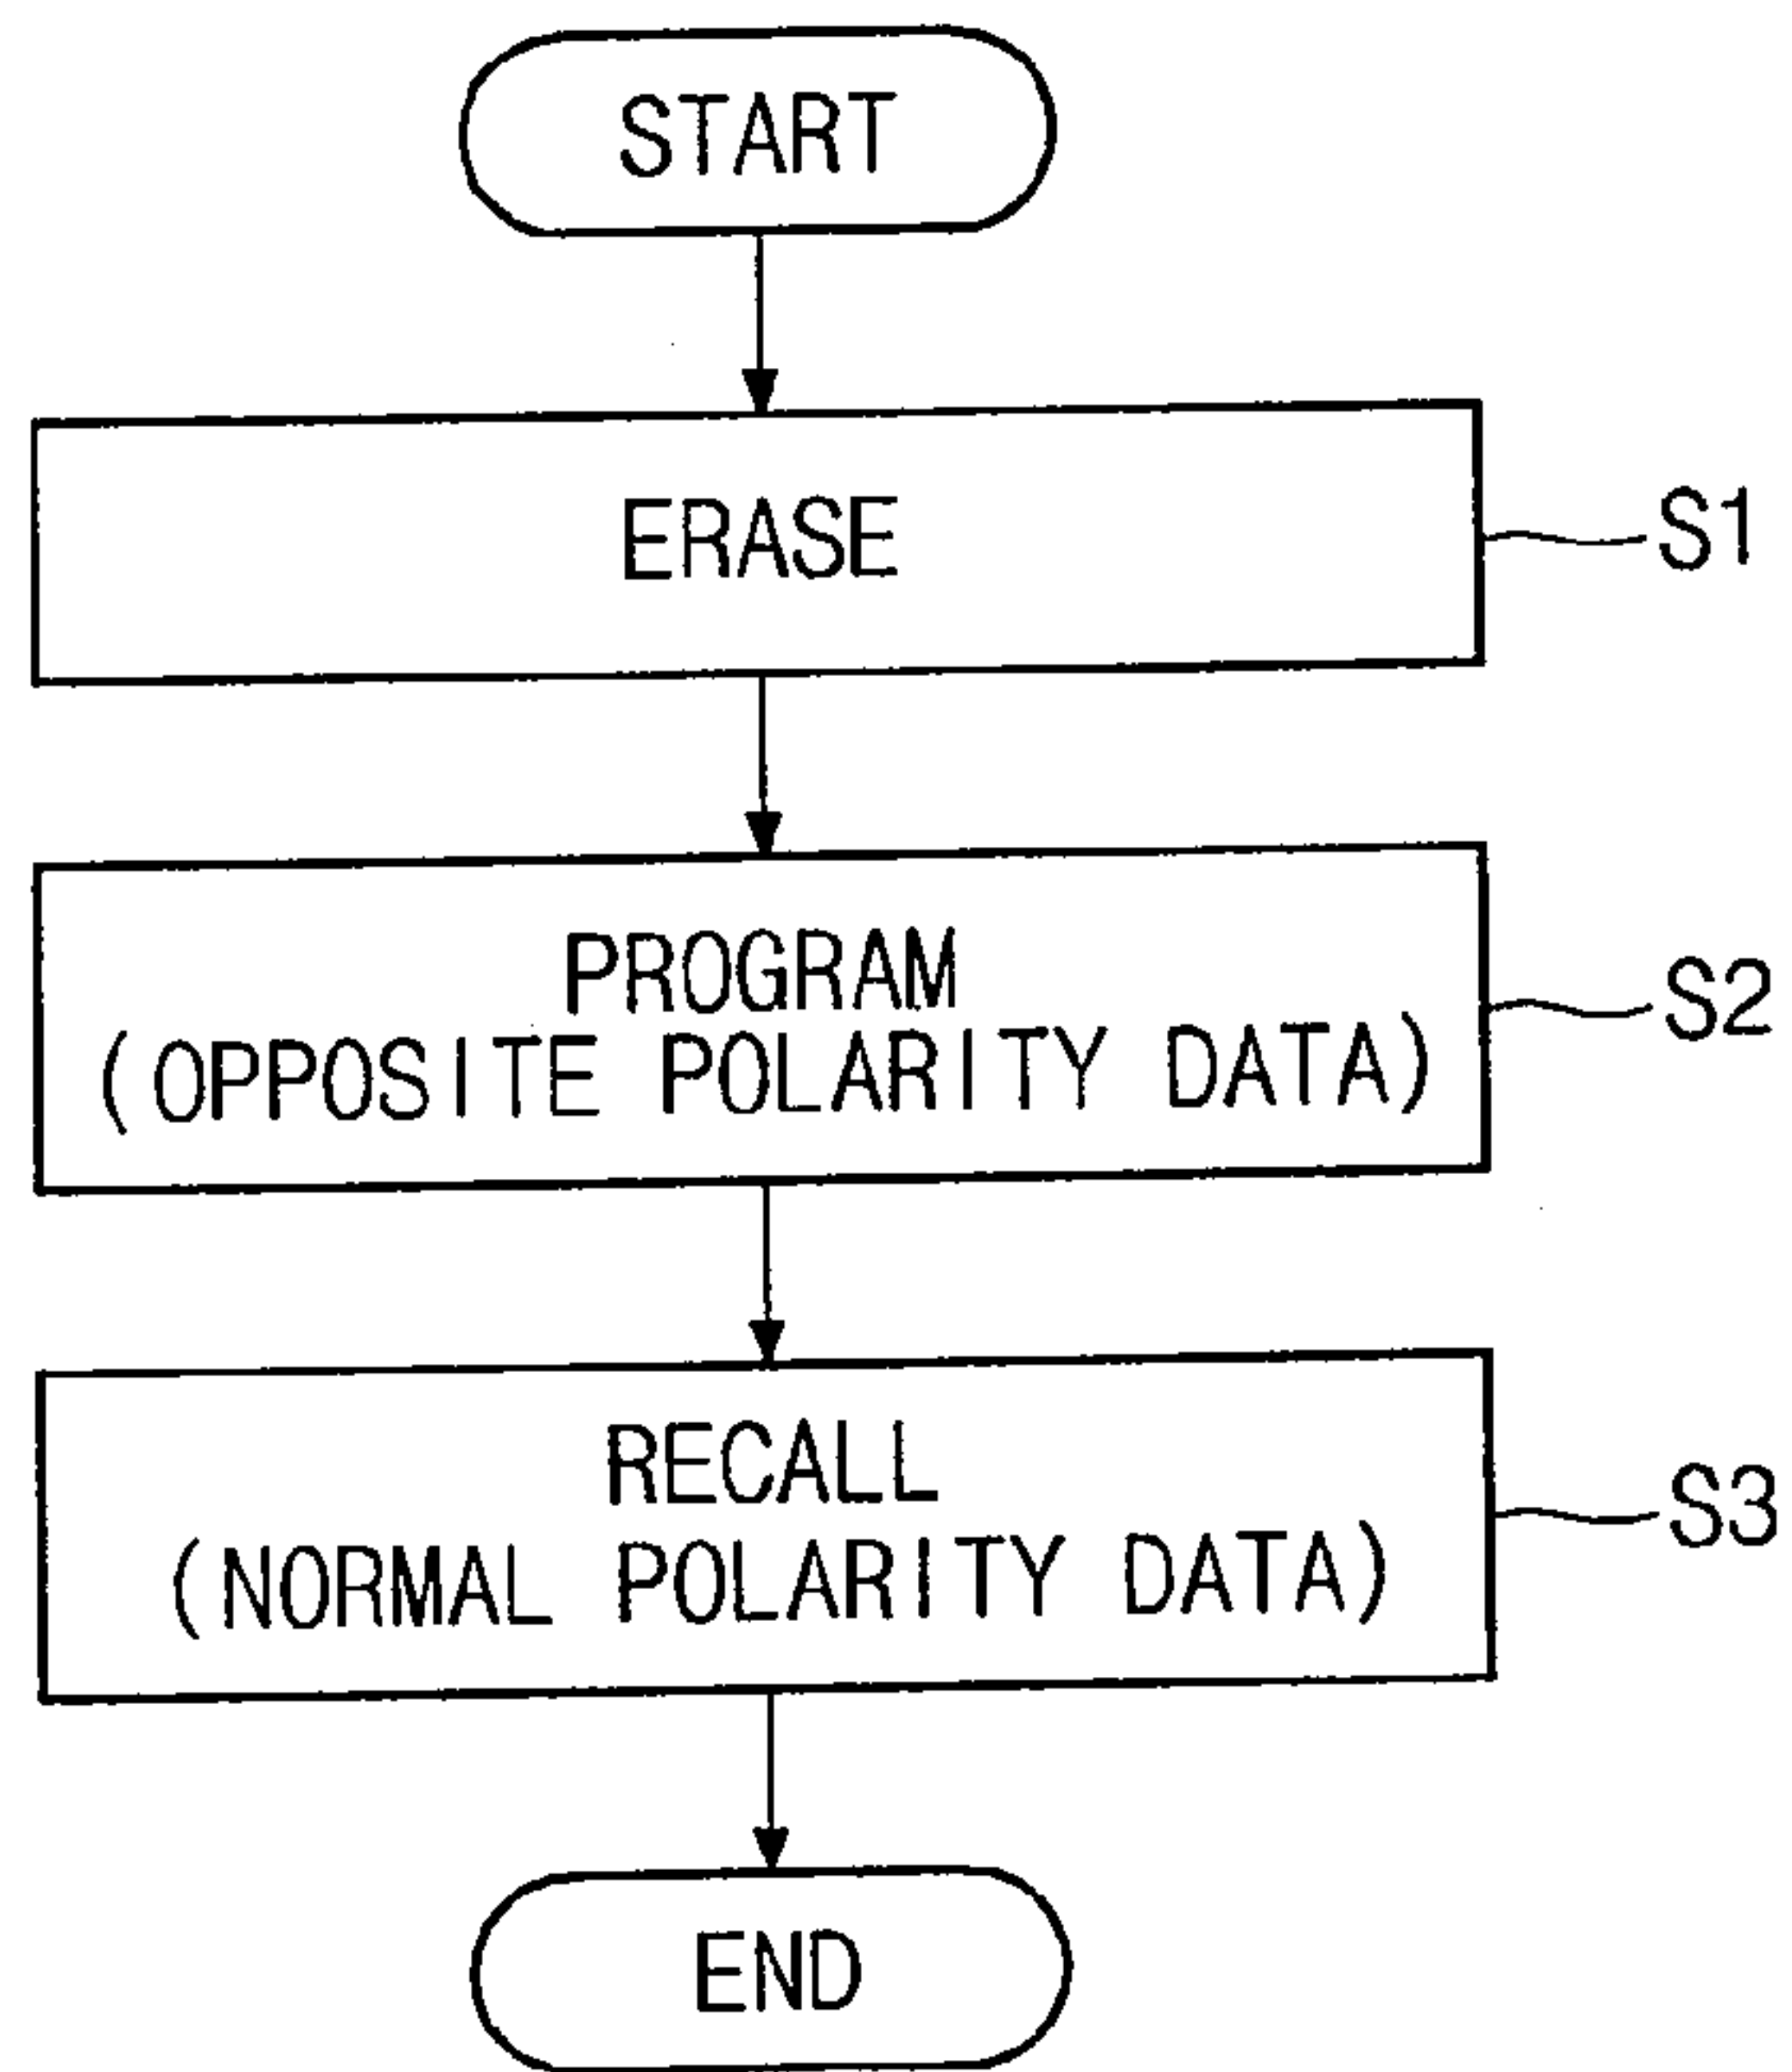 START
ERASE
S1
PROGRAM
(OPPOSITE POLARITY DATA)
S2
RECALL
(NORMAL POLARITY DATA)
S3
END